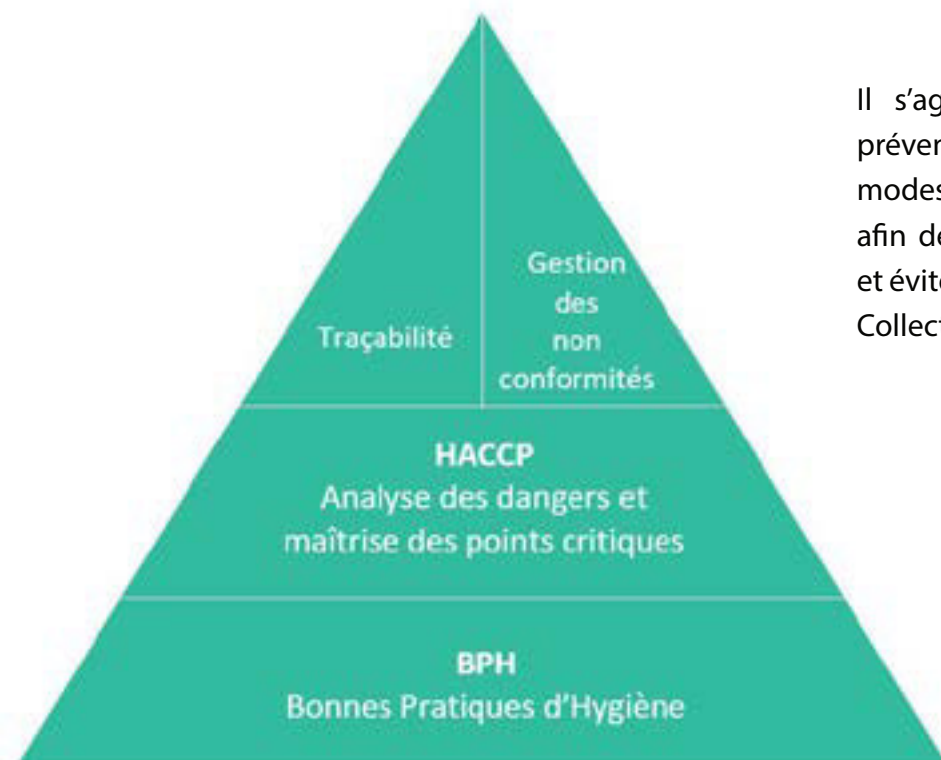 Traçabilité
Gestion
des
non
conformités
HACCP
Analyse des dangers et
maîtrise des points critiques
BPH
Bonnes Pratiques d'Hygiène
Il s'ag
préver
modes
afin de
et évite
Collect